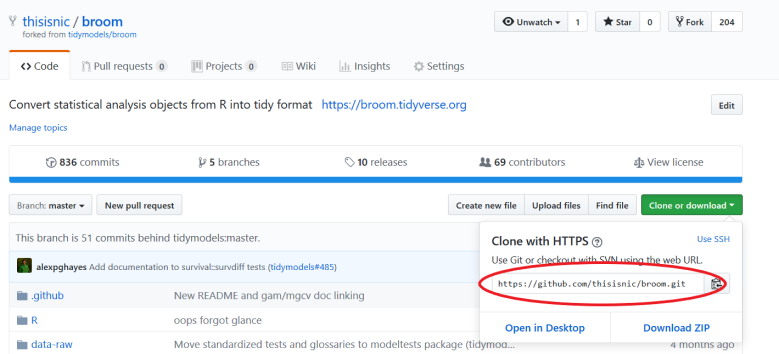 thisisnic / broom
forked from tidymodels/broom
Unwatch 1 Star 0 Fork 204
Code Pull requests 0 Projects 0 Wiki Insights Settings
Convert statistical analysis objects from R into tidy format https://broom.tidyverse.org Edit
Manage topics
836 commits 5 branches 10 releases 69 contributors View license
Branch: master New pull request Create new file Upload files Find file Clone or download
This branch is 51 commits behind tidymodels:master.
alexpghayes Add documentation to survival::survdiff tests (tidymodels#485)
.github New README and gam/mgcv doc linking
R oops forgot glance
data-raw Move standardized tests and glossaries to modeltests package (tidymod... 4 months ago
Clone with HTTPS Use SSH
Use Git or checkout with SVN using the web URL.
https://github.com/thisisnic/broom.git
Open in Desktop Download ZIP